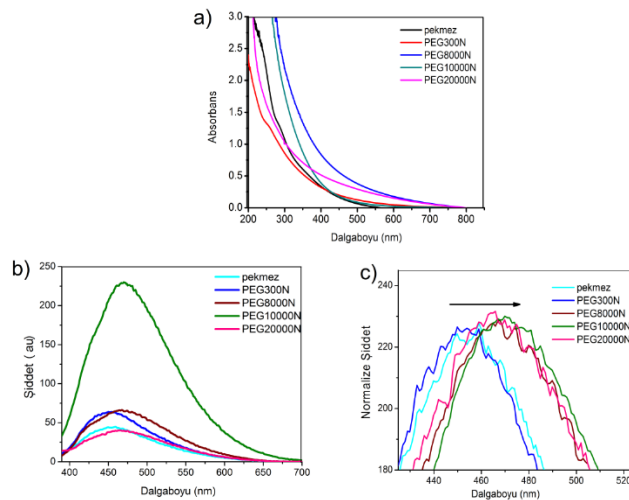 a)
3.0
2.5
2.0
1.5
1.0
0.5
0.0
Absorbans
pekmez
PEG300N
PEG8000N
PEG10000N
PEG20000N
200 300 400 500 600 700 800
Dalgaboyu (nm)
b)
250
200
150
100
50
0
Şiddet ( au)
pekmez
PEG300N
PEG8000N
PEG10000N
PEG20000N
400 450 500 550 600 650 700
Dalgaboyu (nm)
c)
240
220
200
180
Normalize Şiddet
pekmez
PEG300N
PEG8000N
PEG10000N
PEG20000N
440 460 480 500 520
Dalgaboyu (nm)